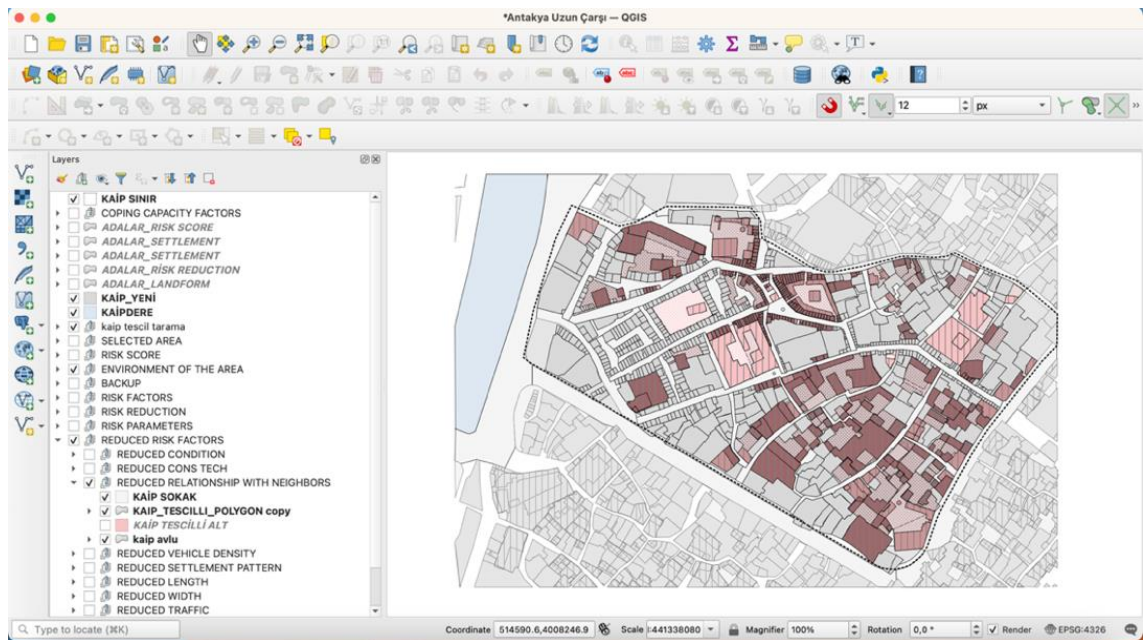 *Antakya Uzun Çarşı — QGIS
12
px
Layers
KAİP SINIR
COPING CAPACITY FACTORS
ADALAR_RISK SCORE
ADALAR_SETTLEMENT
ADALAR_SETTLEMENT
ADALAR_RİSK REDUCTION
ADALAR_LANDFORM
KAİP_YENİ
KAİPDERE
kaip tescil tarama
SELECTED AREA
RISK SCORE
ENVIRONMENT OF THE AREA
BACKUP
RISK FACTORS
RISK REDUCTION
RISK PARAMETERS
REDUCED RISK FACTORS
REDUCED CONDITION
REDUCED CONS TECH
REDUCED RELATIONSHIP WITH NEIGHBORS
KAİP SOKAK
KAIP_TESCILLI_POLYGON copy
KAİP TESCİLLİ ALT
kaip avlu
REDUCED VEHICLE DENSITY
REDUCED SETTLEMENT PATTERN
REDUCED LENGTH
REDUCED WIDTH
REDUCED TRAFFIC
Type to locate (⌘K) Coordinate 514590.6,4008246.9 Scale :441338080 Magnifier 100% Rotation 0,0 ° Render EPSG:4326